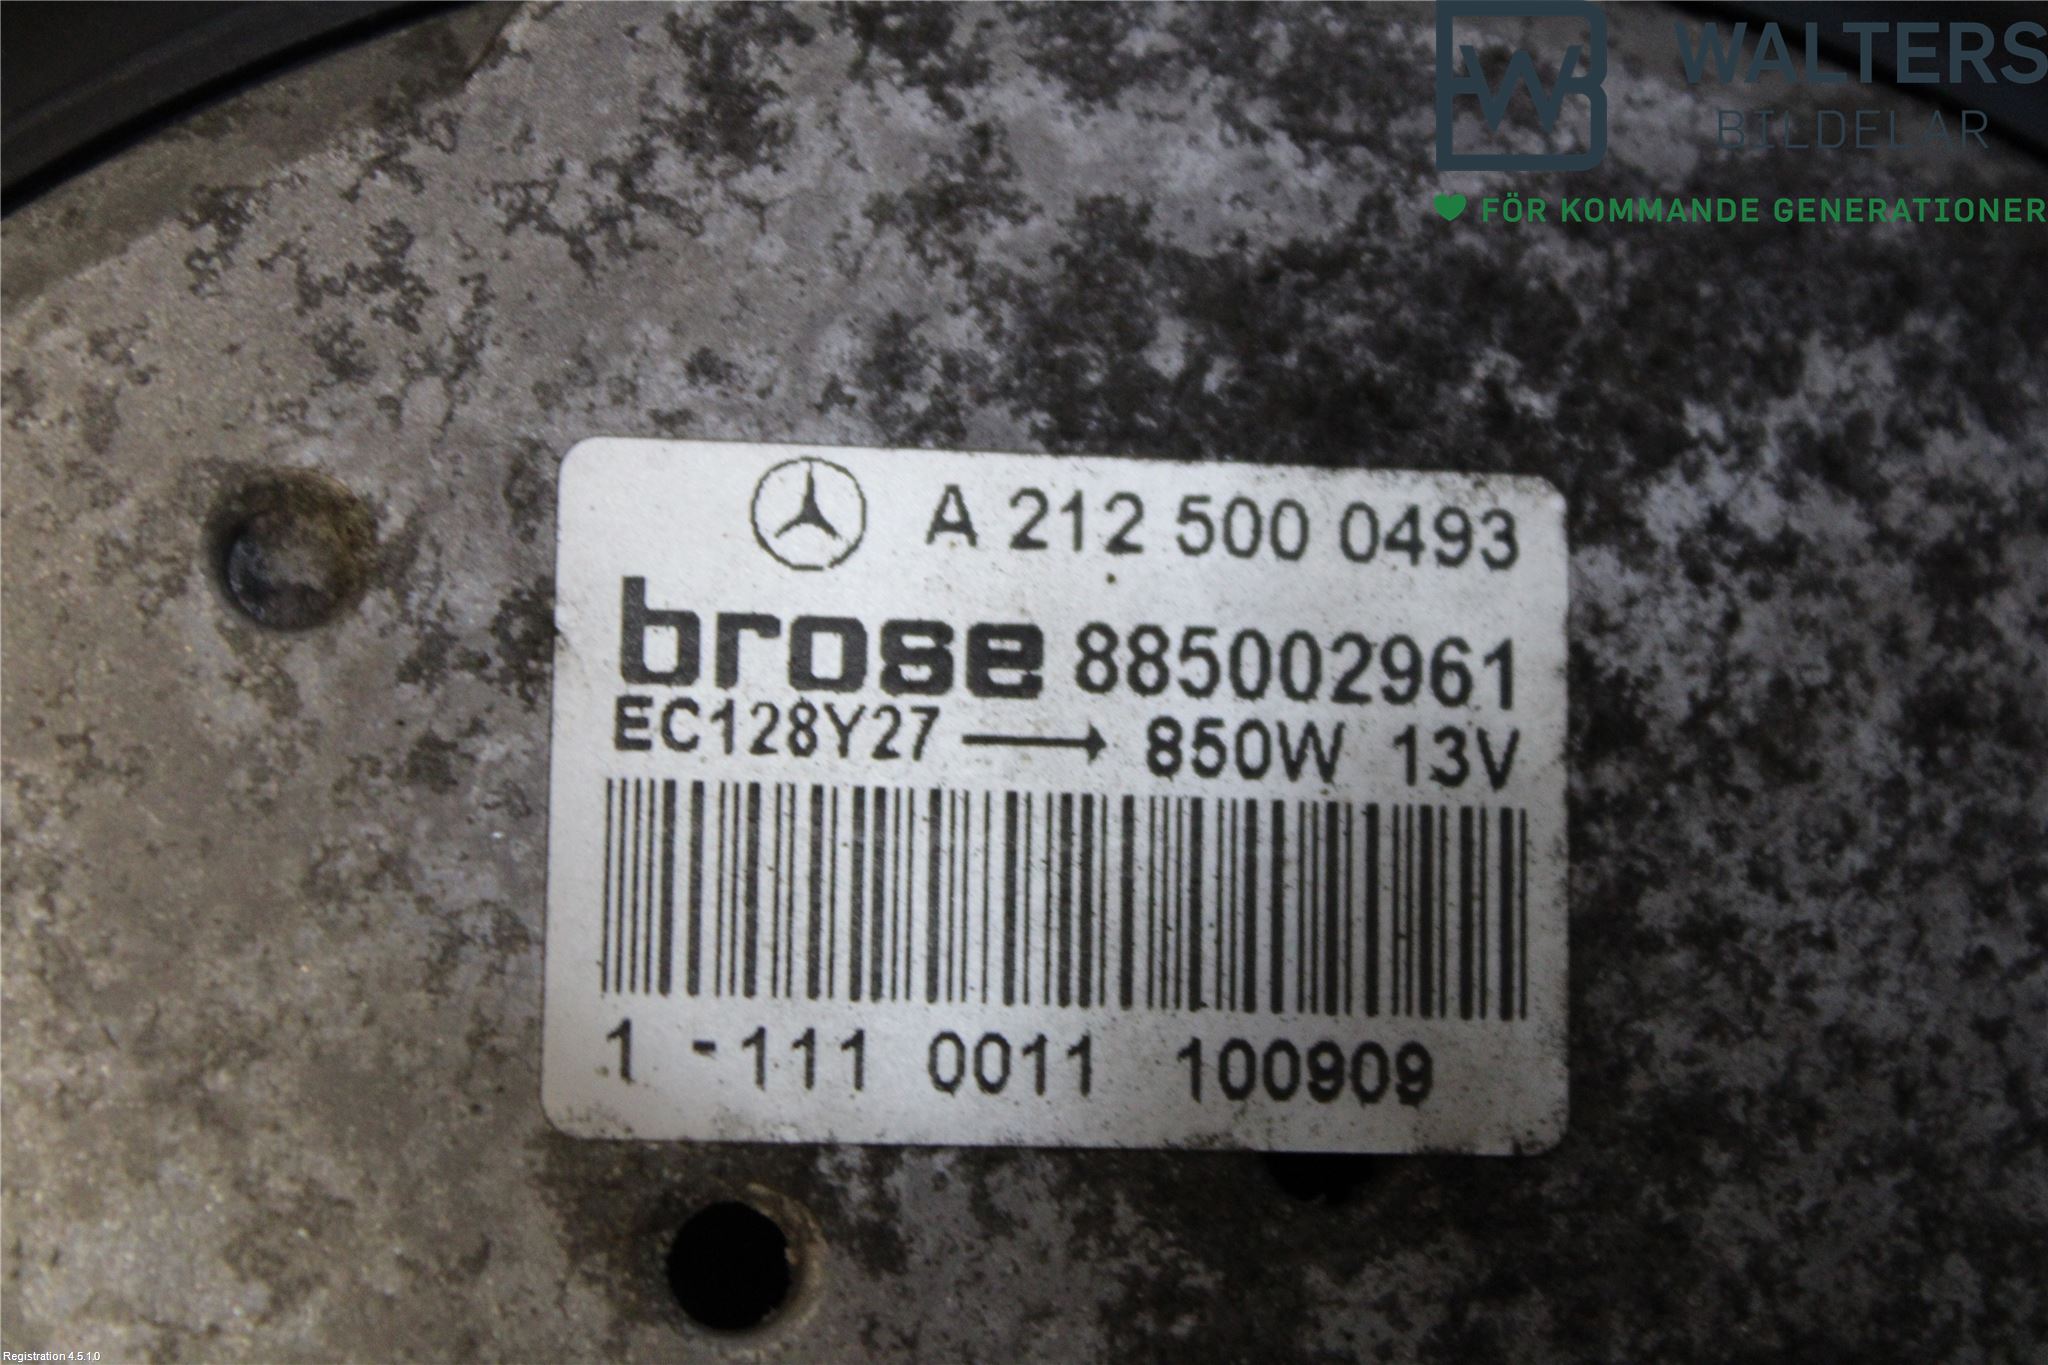 WALTERS
BILDELAR
FÖR KOMMANDE GENERATIONER
A 212 500 0493
brose 885002961
EC128Y27 → 850W 13V
1 -111 0011 100909
Registration 4.5.1.0